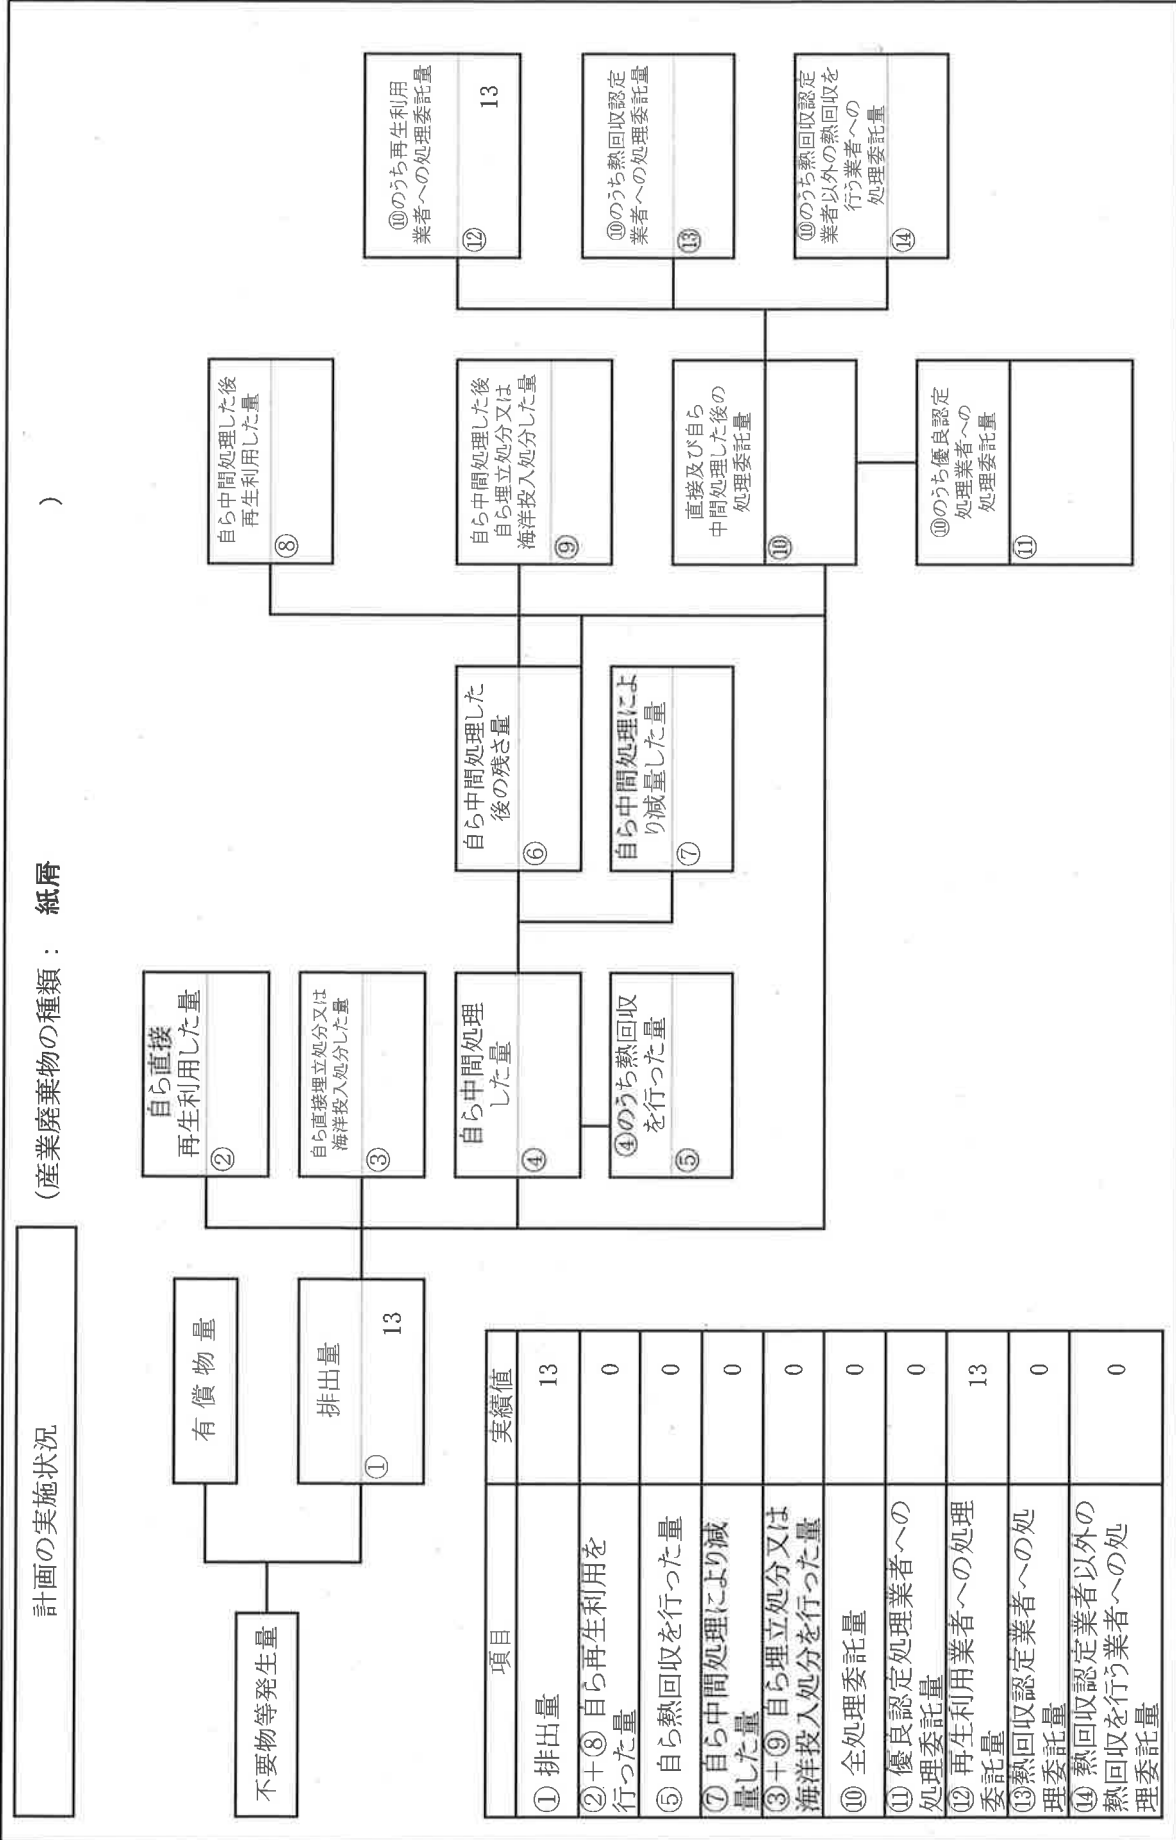 計画の実施状況
(産業廃棄物の種類： 紙屑 )
不要物等発生量
有償物量
排出量
①
13
自ら直接
再生利用した量
②
自ら直接埋立処分又は
海洋投入処分した量
③
自ら中間処理
した量
④
④のうち熱回収
を行った量
⑤
自ら中間処理した
後の残さ量
⑥
自ら中間処理によ
り減量した量
⑦
自ら中間処理した後
再生利用した量
⑧
自ら中間処理した後
自ら埋立処分又は
海洋投入処分した量
⑨
直接及び自ら
中間処理した後の
処理委託量
⑩
⑩のうち優良認定
処理業者への
処理委託量
⑪
⑩のうち再生利用
業者への処理委託量
⑫
13
⑩のうち熱回収認定
業者への処理委託量
⑬
⑩のうち熱回収認定
業者以外の熱回収を
行う業者への
処理委託量
⑭
項目 実績値
① 排出量 13
②＋⑧ 自ら再生利用を
行った量 0
⑤ 自ら熱回収を行った量 0
⑦ 自ら中間処理により減
量した量 0
③＋⑨ 自ら埋立処分又は
海洋投入処分を行った量 0
⑩ 全処理委託量 0
⑪ 優良認定処理業者への
処理委託量 0
⑫ 再生利用業者への処理
委託量 13
⑬熱回収認定業者への処
理委託量 0
⑭ 熱回収認定業者以外の
熱回収を行う業者への処
理委託量 0